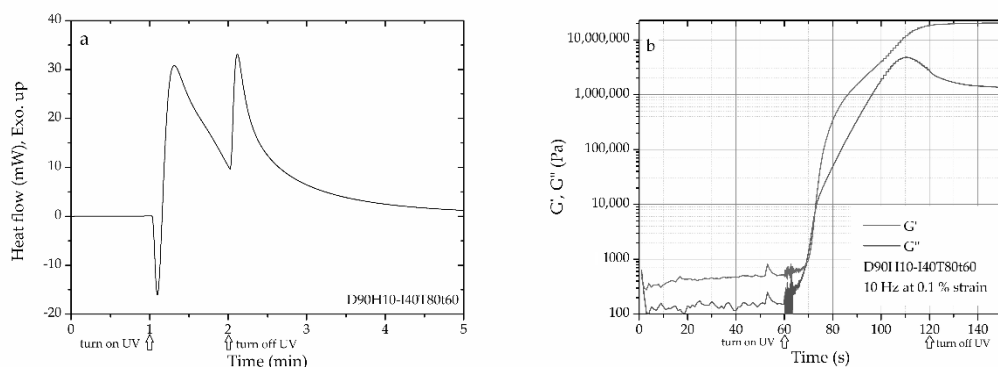 a
Heat flow (mW), Exo. up
40
30
20
10
0
-10
-20
D90H10-I40T80t60
0 1 2 3 4 5
turn on UV
turn off UV
Time (min)
b
G', G'' (Pa)
10,000,000
1,000,000
100,000
10,000
1000
100
G'
G''
D90H10-I40T80t60
10 Hz at 0.1 % strain
0 20 40 60 80 100 120 140
turn on UV
turn off UV
Time (s)